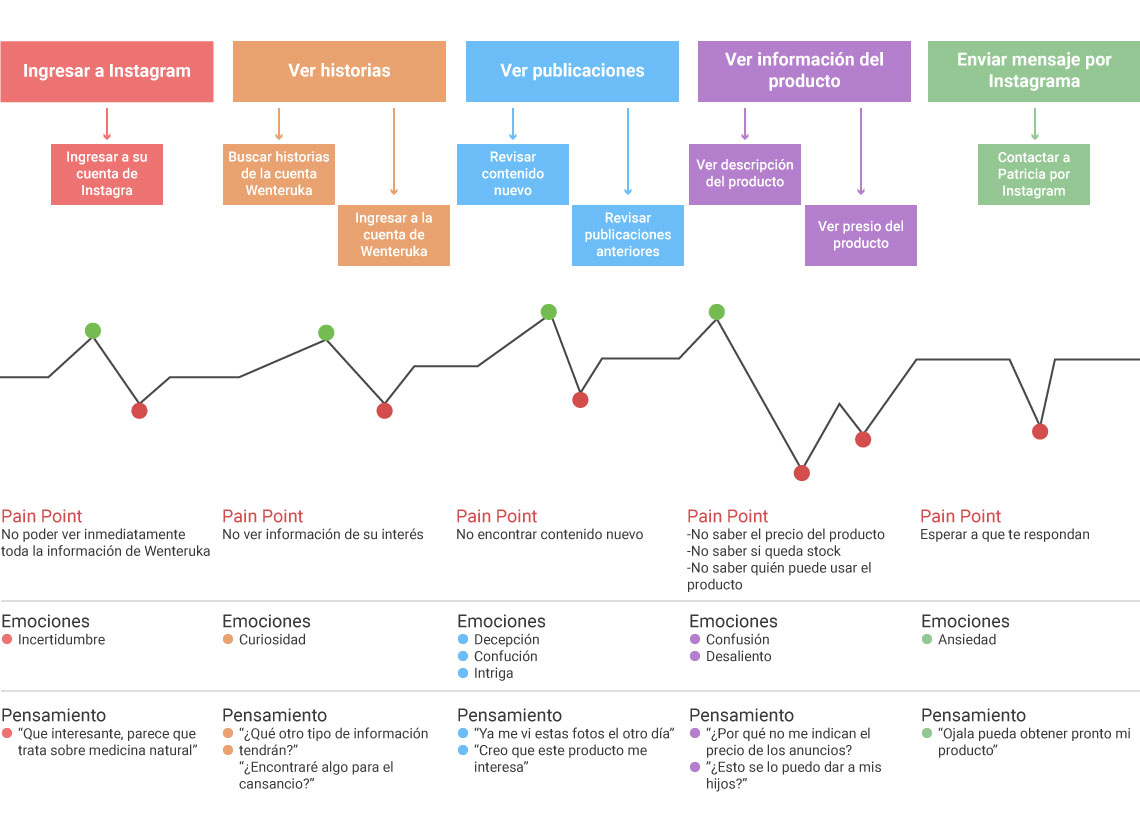 Ingresar a Instagram
Ver historias
Ver publicaciones
Ver información del
producto
Enviar mensaje por
Instagrama
Ingresar a su
cuenta de
Instagra
Buscar historias
de la cuenta
Wenteruka
Ingresar a la
cuenta de
Wenteruka
Revisar
contenido
nuevo
Revisar
publicaciones
anteriores
Ver descripción
del producto
Ver presio del
producto
Contactar a
Patricia por
Instagram
Pain Point
No poder ver inmediatamente
toda la información de Wenteruka
Pain Point
No ver información de su interés
Pain Point
No encontrar contenido nuevo
Pain Point
-No saber el precio del producto
-No saber si queda stock
-No saber quién puede usar el
producto
Pain Point
Esperar a que te respondan
Emociones
Incertidumbre
Emociones
Curiosidad
Emociones
Decepción
Confución
Intriga
Emociones
Confusión
Desaliento
Emociones
Ansiedad
Pensamiento
“Que interesante, parece que
trata sobre medicina natural”
Pensamiento
“¿Qué otro tipo de información
tendrán?”
“¿Encontraré algo para el
cansancio?”
Pensamiento
“Ya me vi estas fotos el otro día”
“Creo que este producto me
interesa”
Pensamiento
“¿Por qué no me indican el
precio de los anuncios?
”¿Esto se lo puedo dar a mis
hijos?”
Pensamiento
“Ojala pueda obtener pronto mi
producto”